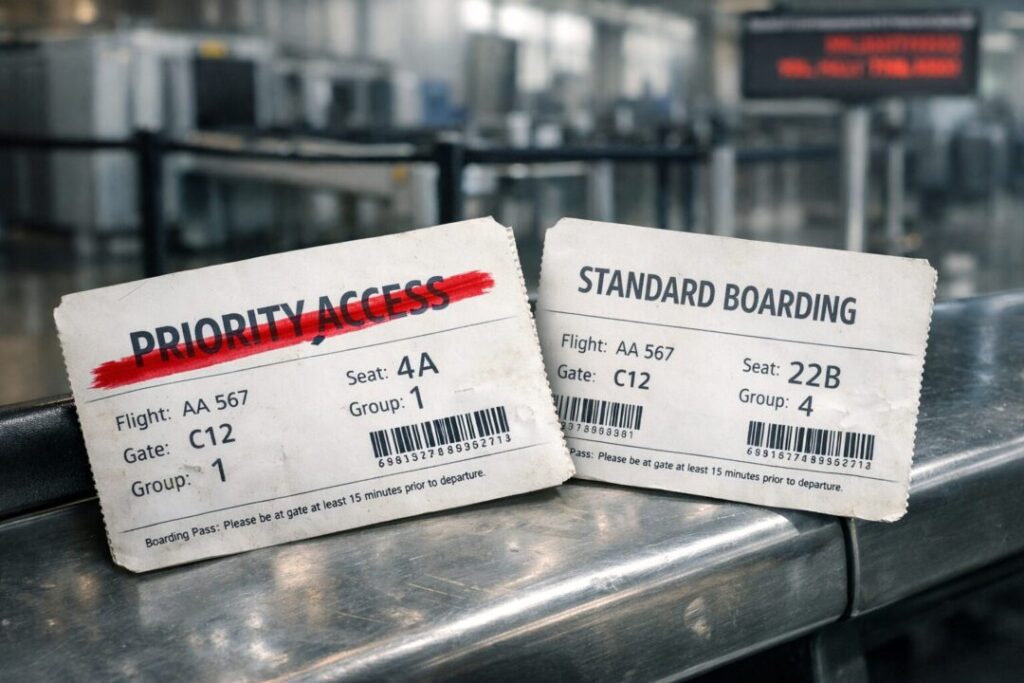 PRIORITY ACCESS
Flight: AA 567
Gate: C12
Group: 1
Seat: 4A
Group: 1
6981527889362713
Boarding Pass: Please be at gate at least 15 minutes prior to departure.
STANDARD BOARDING
Flight: AA 567
Gate: C12
Seat: 22B
Group: 4
Pass: Please be at gate at least 15 minutes prior to departure.